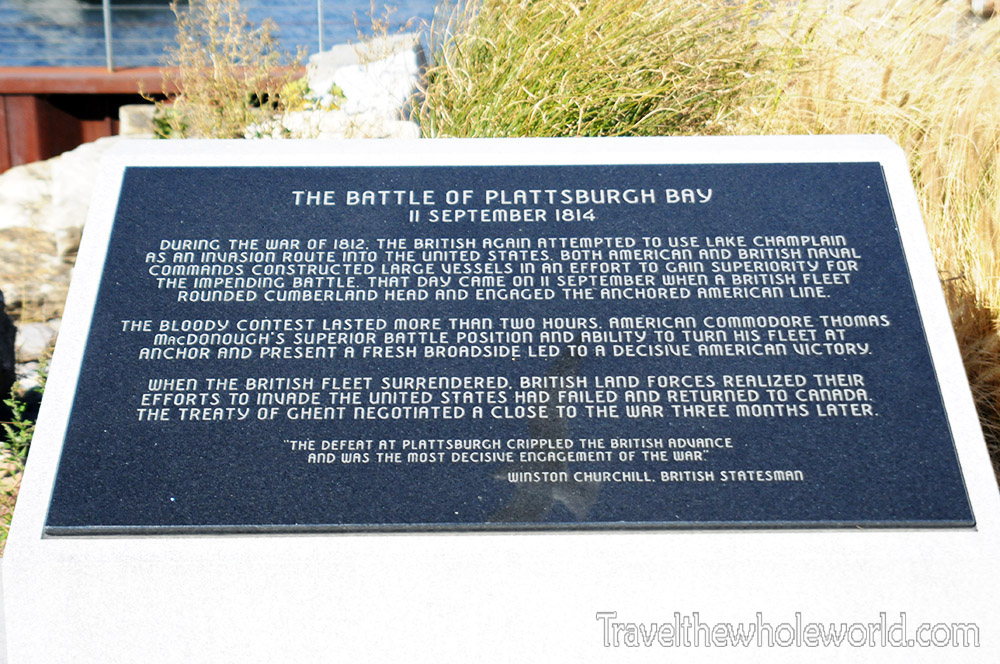 THE BATTLE OF PLATTSBURGH BAY
11 SEPTEMBER 1814
DURING THE WAR OF 1812, THE BRITISH AGAIN ATTEMPTED TO USE LAKE CHAMPLAIN
AS AN INVASION ROUTE INTO THE UNITED STATES. BOTH AMERICAN AND BRITISH NAVAL
COMMANDS CONSTRUCTED LARGE VESSELS IN AN EFFORT TO GAIN SUPERIORITY FOR
THE IMPENDING BATTLE. THAT DAY CAME ON 11 SEPTEMBER WHEN A BRITISH FLEET
ROUNDED CUMBERLAND HEAD AND ENGAGED THE ANCHORED AMERICAN LINE.
THE BLOODY CONTEST LASTED MORE THAN TWO HOURS. AMERICAN COMMODORE THOMAS
MACDONOUGH'S SUPERIOR BATTLE POSITION AND ABILITY TO TURN HIS FLEET AT
ANCHOR AND PRESENT A FRESH BROADSIDE LED TO A DECISIVE AMERICAN VICTORY.
WHEN THE BRITISH FLEET SURRENDERED, BRITISH LAND FORCES REALIZED THEIR
EFFORTS TO INVADE THE UNITED STATES HAD FAILED AND RETURNED TO CANADA.
THE TREATY OF GHENT NEGOTIATED A CLOSE TO THE WAR THREE MONTHS LATER.
"THE DEFEAT AT PLATTSBURGH CRIPPLED THE BRITISH ADVANCE
AND WAS THE MOST DECISIVE ENGAGEMENT OF THE WAR."
WINSTON CHURCHILL, BRITISH STATESMAN
Travelthewholeworld.com